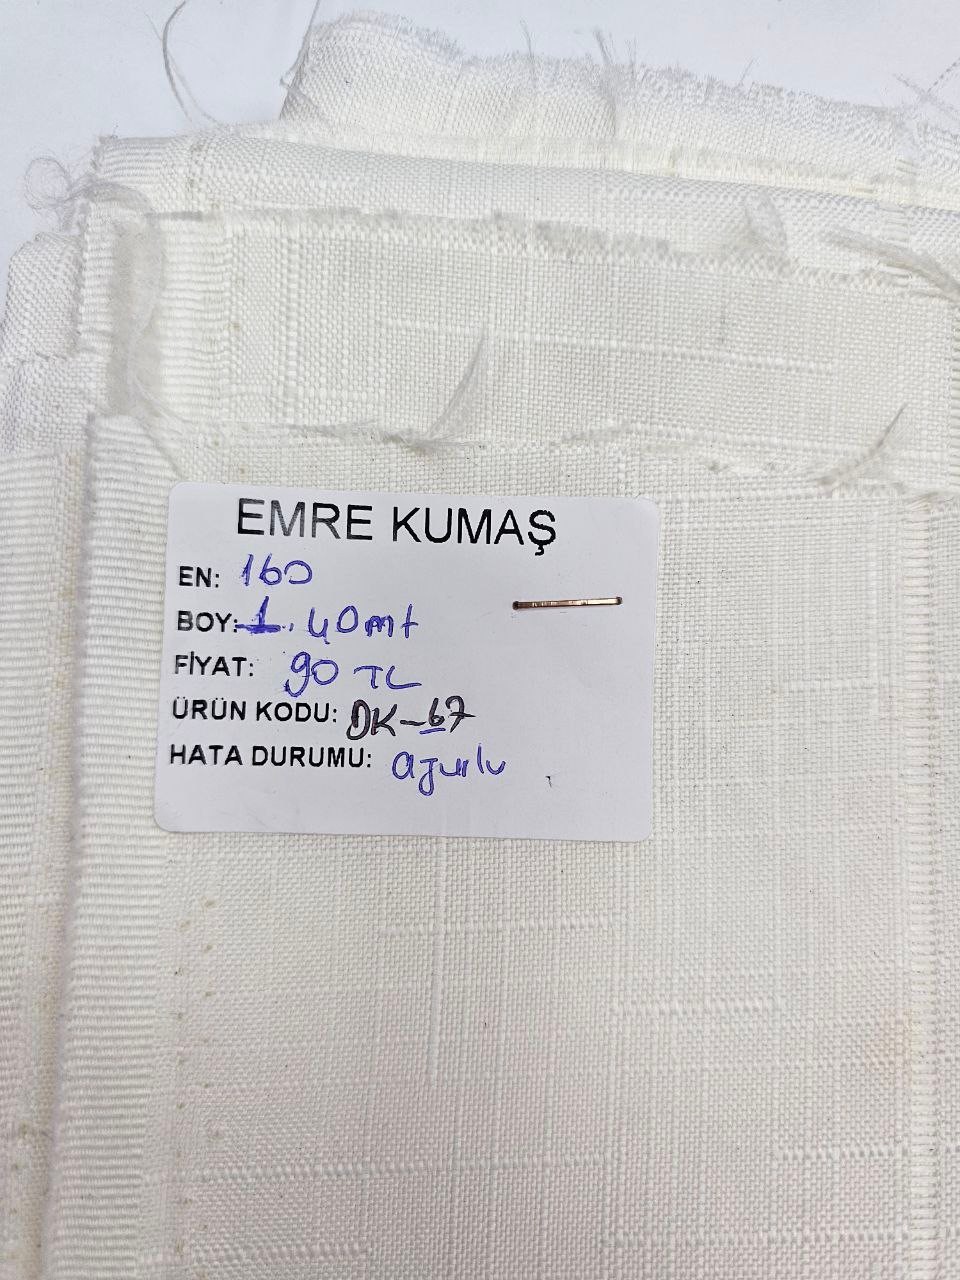 EMRE KUMAŞ
EN: 160
BOY: 1.40mt
FİYAT: 90 TL
ÜRÜN KODU: DK-67
HATA DURUMU: ajurlu